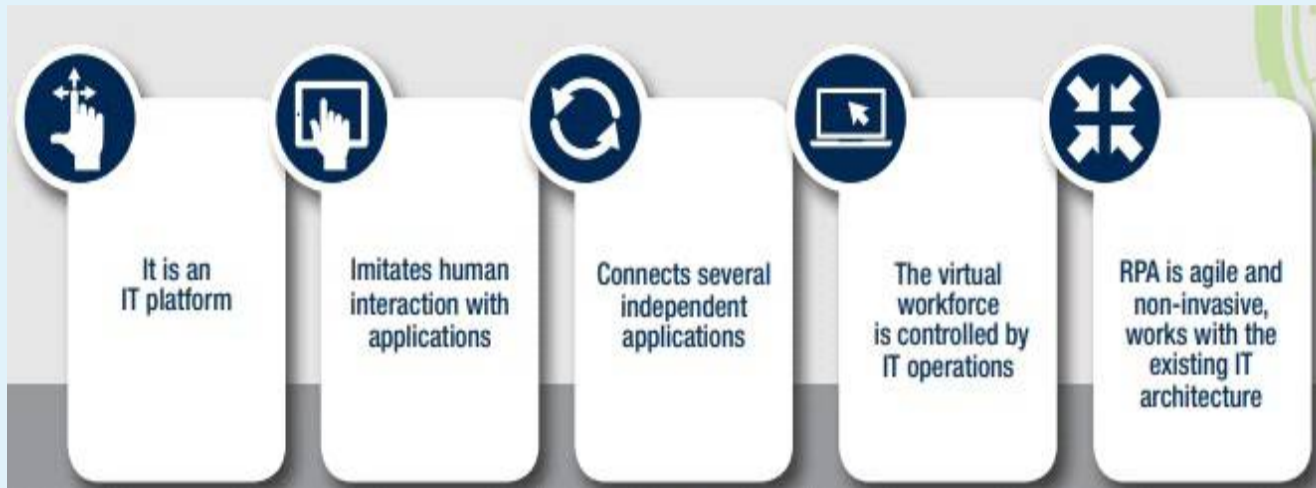 It is an
IT platform
Imitates human
interaction with
applications
Connects several
independent
applications
The virtual
workforce
is controlled by
IT operations
RPA is agile and
non-invasive,
works with the
existing IT
architecture